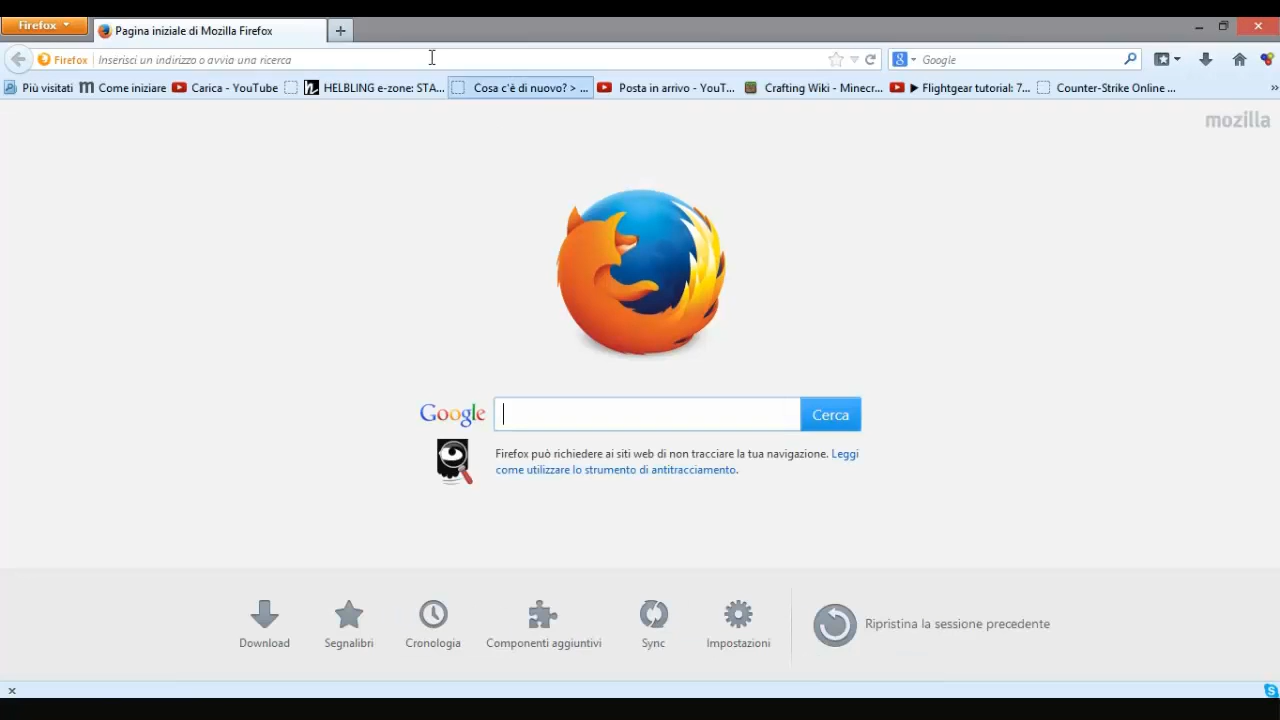 Firefox
Pagina iniziale di Mozilla Firefox
Firefox
Inserisci un indirizzo o avvia una ricerca
Google
Più visitati
Come iniziare
Carica - YouTube
HELBLING e-zone: STA...
Cosa c'è di nuovo? > ...
Posta in arrivo - YouT...
Crafting Wiki - Minecr...
▶ Flightgear tutorial: 7...
Counter-Strike Online ...
mozilla
Google
Cerca
Firefox può richiedere ai siti web di non tracciare la tua navigazione. Leggi
come utilizzare lo strumento di antitracciamento.
Download
Segnalibri
Cronologia
Componenti aggiuntivi
Sync
Impostazioni
Ripristina la sessione precedente